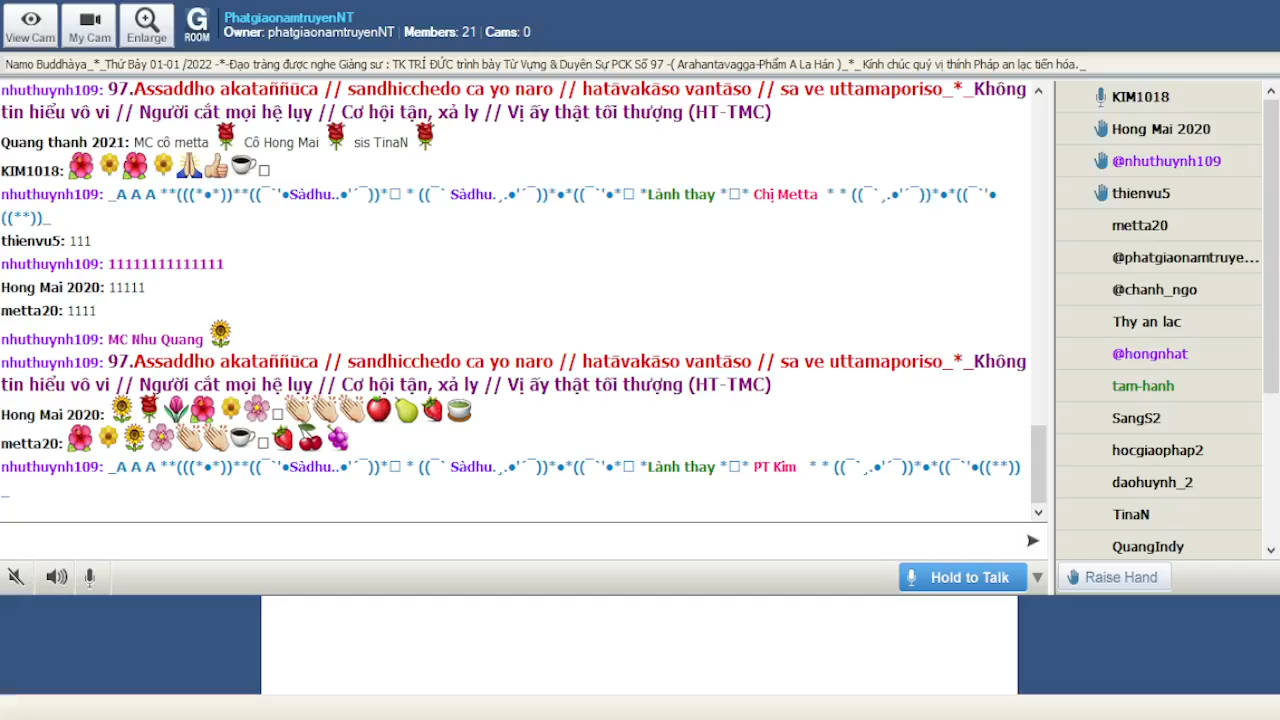 View Cam
My Cam
Enlarge
G
ROOM
PhatgiaonamtruyenNT
Owner: phatgiaonamtruyenNT | Members: 21 | Cams: 0
Namo Buddhàya_*_Thứ Bảy 01-01 /2022 -*-Đạo tràng được nghe Giảng sư : TK TRÍ ĐỨC trình bày Từ Vựng & Duyên Sự PCK Số 97 -( Arahantavagga-Phẩm A La Hán )_*_ Kính chúc quý vị thính Pháp an lạc tiến hóa._
nhuthuynh109: 97.Assaddho akataññūca // sandhicchedo ca yo naro // hatāvakāso vantāso // sa ve uttamaporiso_*_Không
tin hiểu vô vi // Người cắt mọi hệ lụy // Cơ hội tận, xả ly // Vị ấy thật tối thượng (HT-TMC)
Quang thanh 2021: MC cô metta 🌹 Cô Hong Mai 🌹 sis TinaN 🌹
KIM1018: 🌺🌼🌺🌼🙏👍☕□
nhuthuynh109: _A A A **(((*●*))**((¯`'●Sàdhu..●'´¯))*□ * ((¯` Sàdhu.¸.●'´¯))*●*((¯`'●*□ *Lành thay *□* Chị Metta * * ((¯`¸.●'´¯))*●*((¯`'●
((**))_
thienvu5: 111
nhuthuynh109: 11111111111111
Hong Mai 2020: 11111
metta20: 1111
nhuthuynh109: MC Nhu Quang 🌻
nhuthuynh109: 97.Assaddho akataññūca // sandhicchedo ca yo naro // hatāvakāso vantāso // sa ve uttamaporiso_*_Không
tin hiểu vô vi // Người cắt mọi hệ lụy // Cơ hội tận, xả ly // Vị ấy thật tối thượng (HT-TMC)
Hong Mai 2020: 🌻🌹🌷🌺🌼🌸□👏👏👏🍎🍐🍓🍵
metta20: 🌺🌼🌻🌸👏👏☕□🍓🍒🍇
nhuthuynh109: _A A A **(((*●*))**((¯`'●Sàdhu..●'´¯))*□ * ((¯` Sàdhu.¸.●'´¯))*●*((¯`'●*□ *Lành thay *□* PT Kim * * ((¯`¸.●'´¯))*●*((¯`'●((**))
_
Hold to Talk
KIM1018
Hong Mai 2020
@nhuthuynh109
thienvu5
metta20
@phatgiaonamtruye...
@chanh_ngo
Thy an lac
@hongnhat
tam-hanh
SangS2
hocgiaophap2
daohuynh_2
TinaN
QuangIndy
Raise Hand